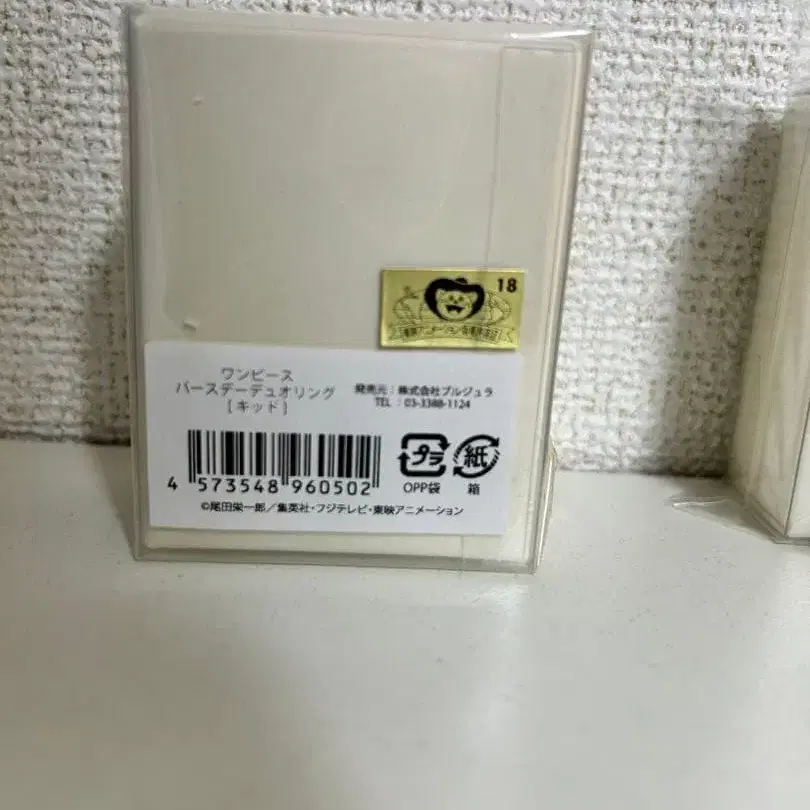 18
ワンピース
バースデーデュオリング
[キッド]
発売元：株式会社ブルジュラ
TEL：03-3388-1124
4 573548 960502
プラ
OPP袋
紙
箱
©尾田栄一郎／集英社・フジテレビ・東映アニメーション